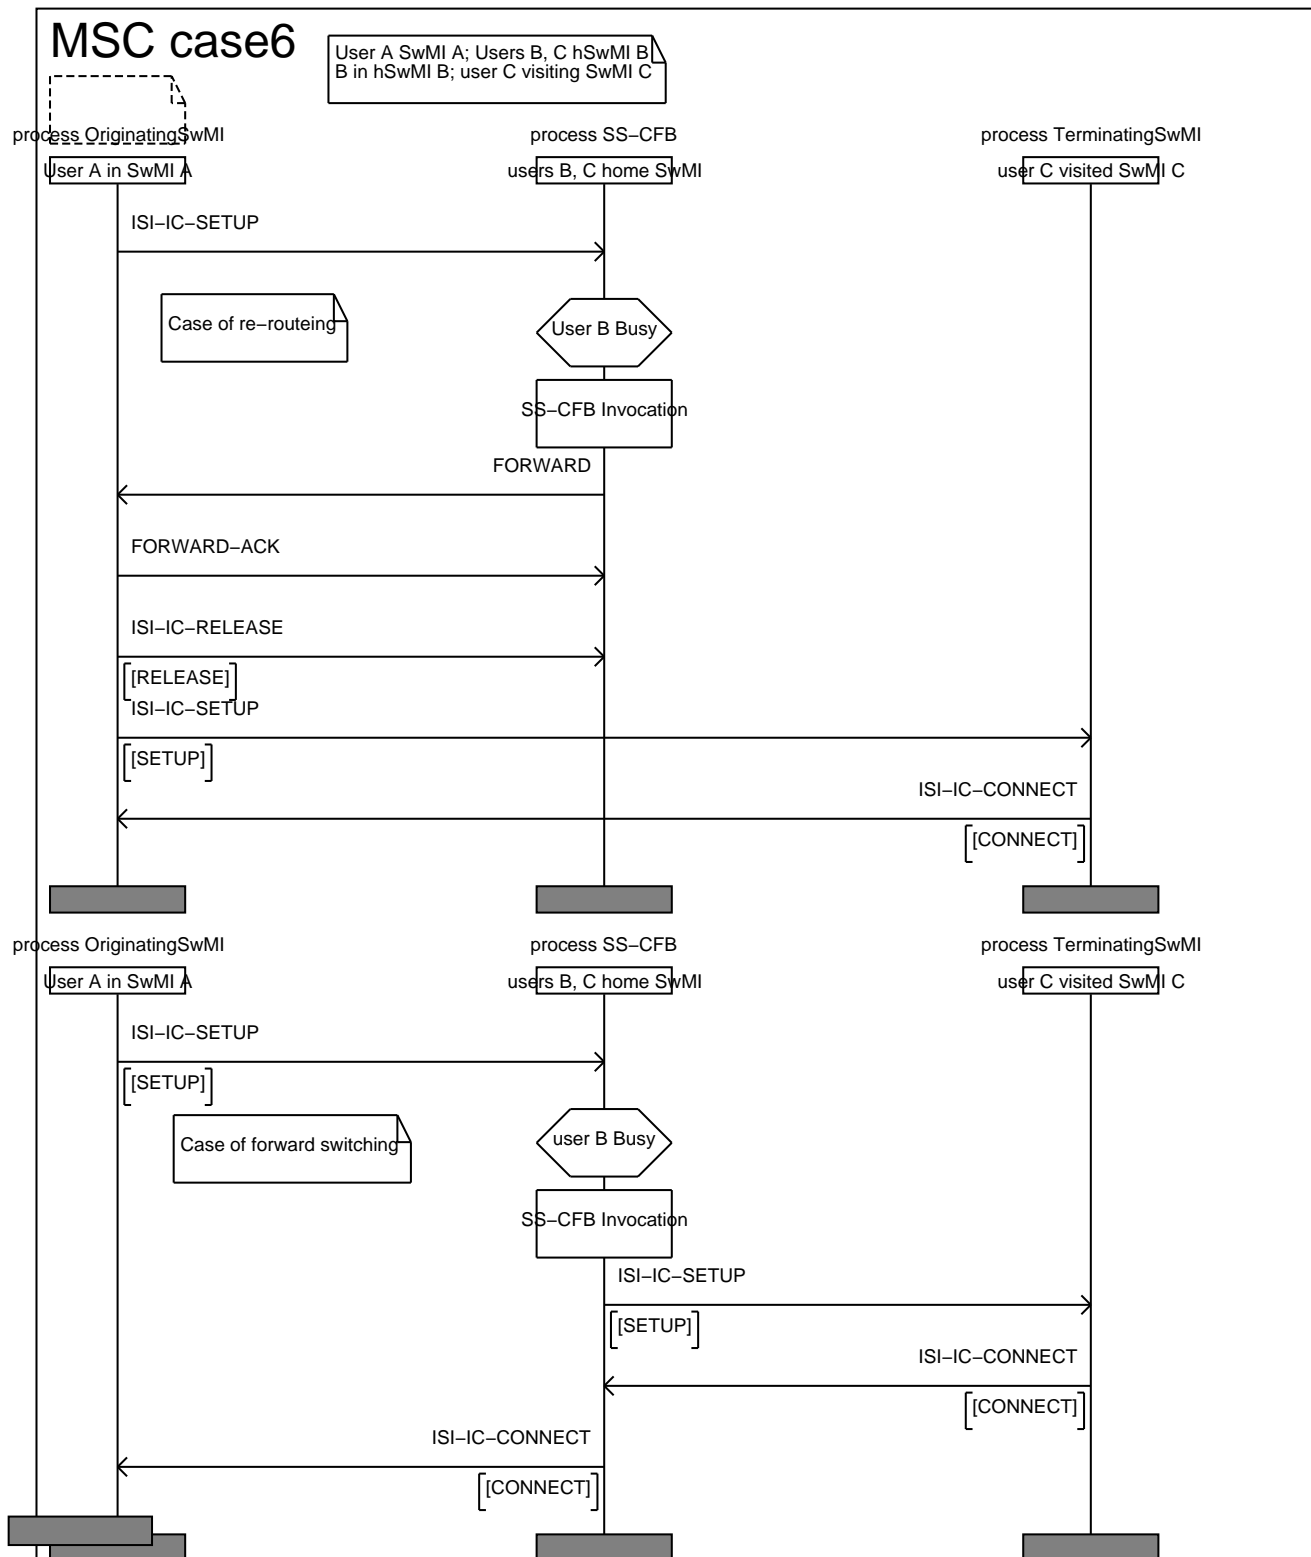 MSC case6
User A SwMI A; Users B, C hSwMI B
B in hSwMI B; user C visiting SwMI C
process OriginatingSwMI
process SS−CFB
process TerminatingSwMI
User A in SwMI A
users B, C home SwMI
user C visited SwMI C
ISI−IC−SETUP
Case of re−routeing
User B Busy
SS−CFB Invocation
FORWARD
FORWARD−ACK
ISI−IC−RELEASE
[RELEASE]
ISI−IC−SETUP
[SETUP]
ISI−IC−CONNECT
[CONNECT]
process OriginatingSwMI
process SS−CFB
process TerminatingSwMI
User A in SwMI A
users B, C home SwMI
user C visited SwMI C
ISI−IC−SETUP
[SETUP]
Case of forward switching
user B Busy
SS−CFB Invocation
ISI−IC−SETUP
[SETUP]
ISI−IC−CONNECT
[CONNECT]
ISI−IC−CONNECT
[CONNECT]